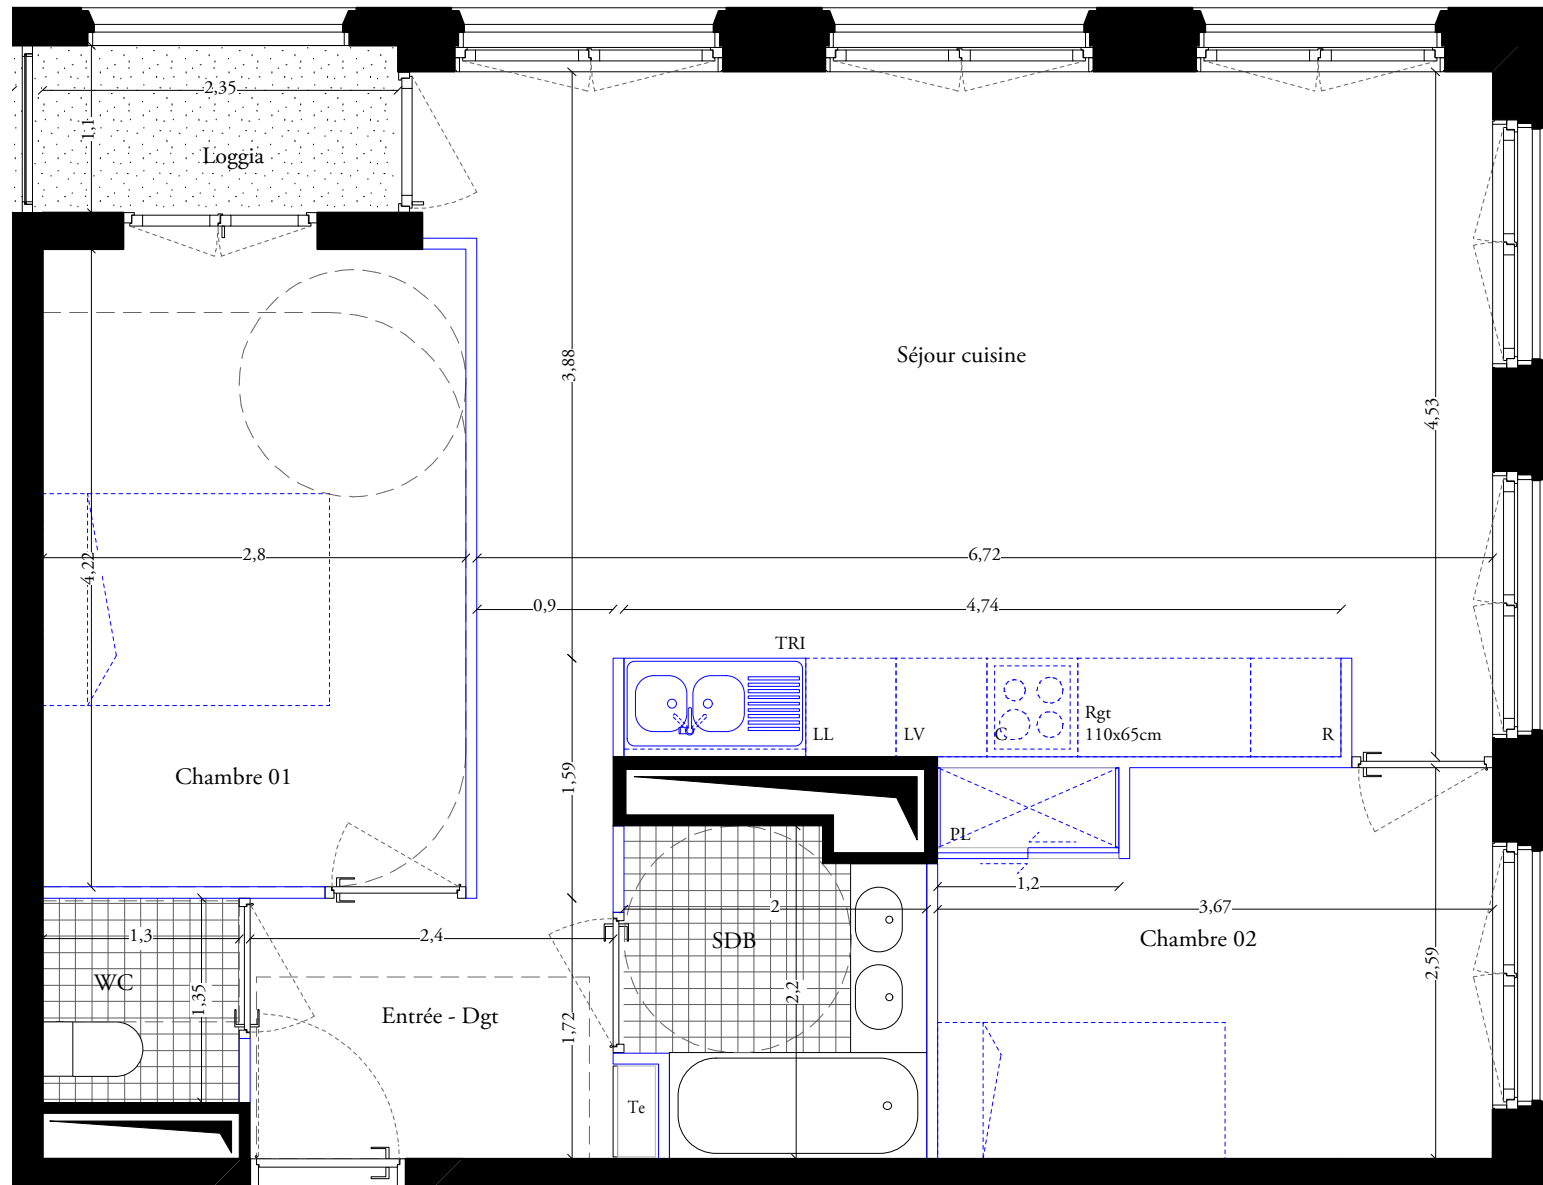 2,35
1,1
Loggia
Séjour cuisine
3,88
4,53
2,8
6,72
4,22
0,9
4,74
TRI
Rgt
110x65cm
LL
LV
C
R
Chambre 01
1,59
PL
1,2
2
3,67
1,3
2,4
SDB
Chambre 02
WC
1,35
2,2
2,59
Entrée - Dgt
1,72
Te